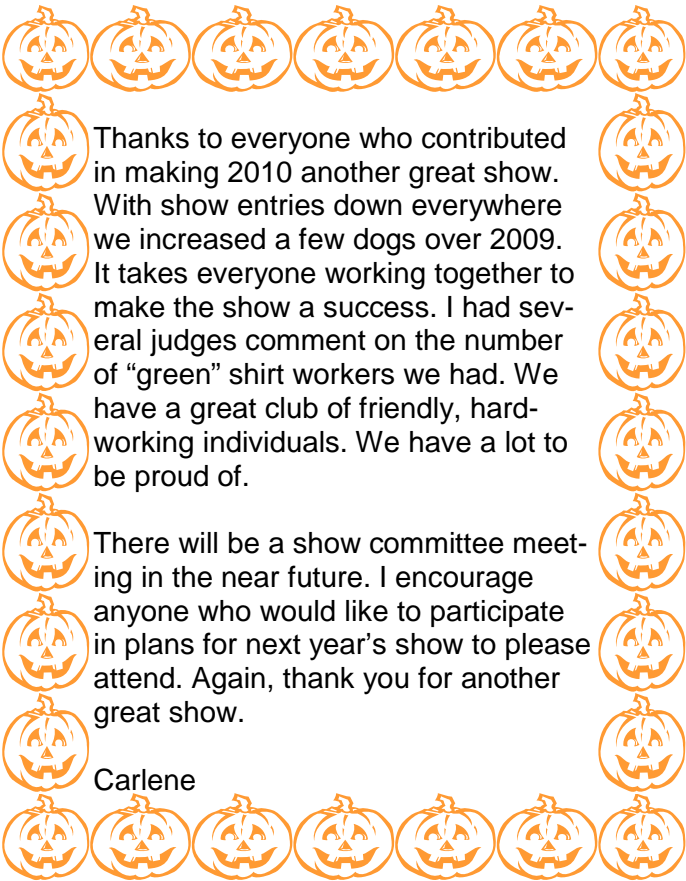 Thanks to everyone who contributed
in making 2010 another great show.
With show entries down everywhere
we increased a few dogs over 2009.
It takes everyone working together to
make the show a success. I had sev-
eral judges comment on the number
of “green” shirt workers we had. We
have a great club of friendly, hard-
working individuals. We have a lot to
be proud of.

There will be a show committee meet-
ing in the near future. I encourage
anyone who would like to participate
in plans for next year’s show to please
attend. Again, thank you for another
great show.

Carlene